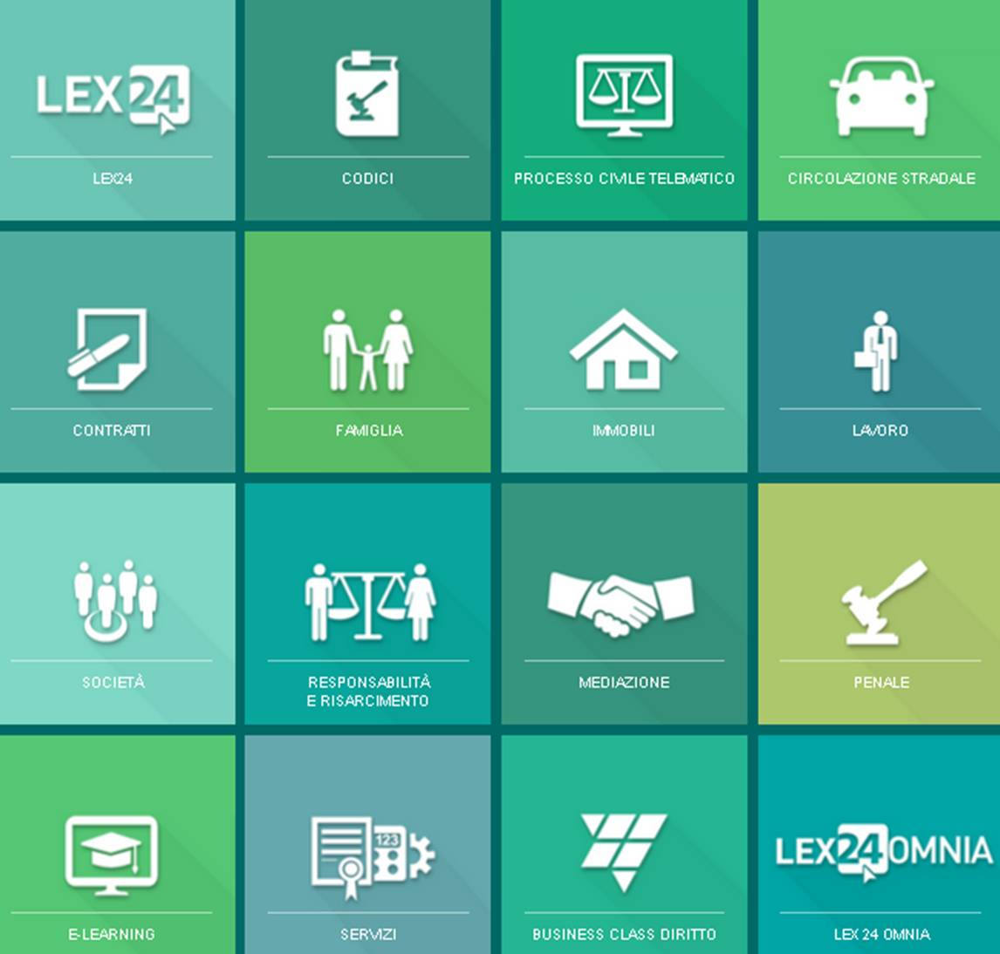 LEX24
LEX24
CODICI
PROCESSO CIVILE TELEMATICO
CIRCOLAZIONE STRADALE
CONTRATTI
FAMIGLIA
IMMOBILI
LAVORO
SOCIETÀ
RESPONSABILITÀ
E RISARCIMENTO
MEDIAZIONE
PENALE
E-LEARNING
123
SERVIZI
BUSINESS CLASS DIRITTO
LEX24OMNIA
LEX 24 OMNIA